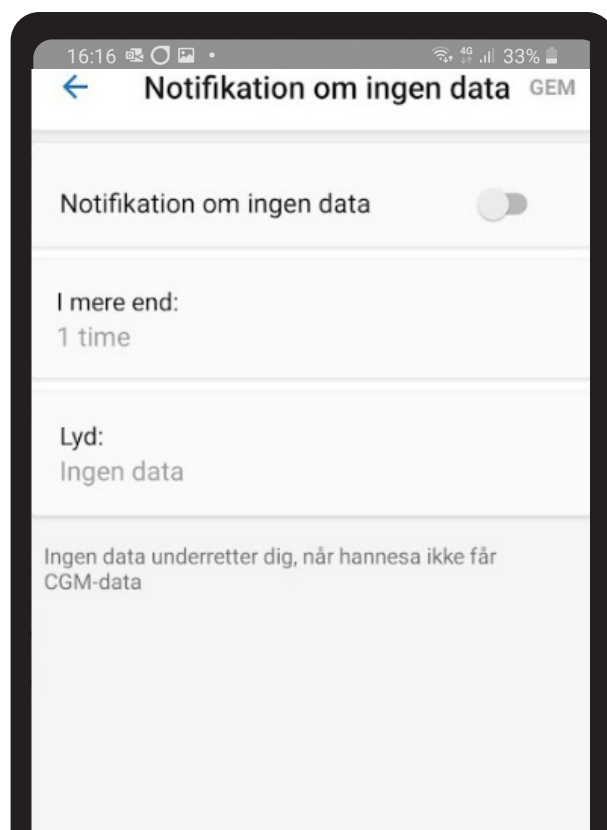 16:16
4G 33%
Notifikation om ingen data GEM
Notifikation om ingen data
I mere end:
1 time
Lyd:
Ingen data
Ingen data underretter dig, når hannesa ikke får
CGM-data